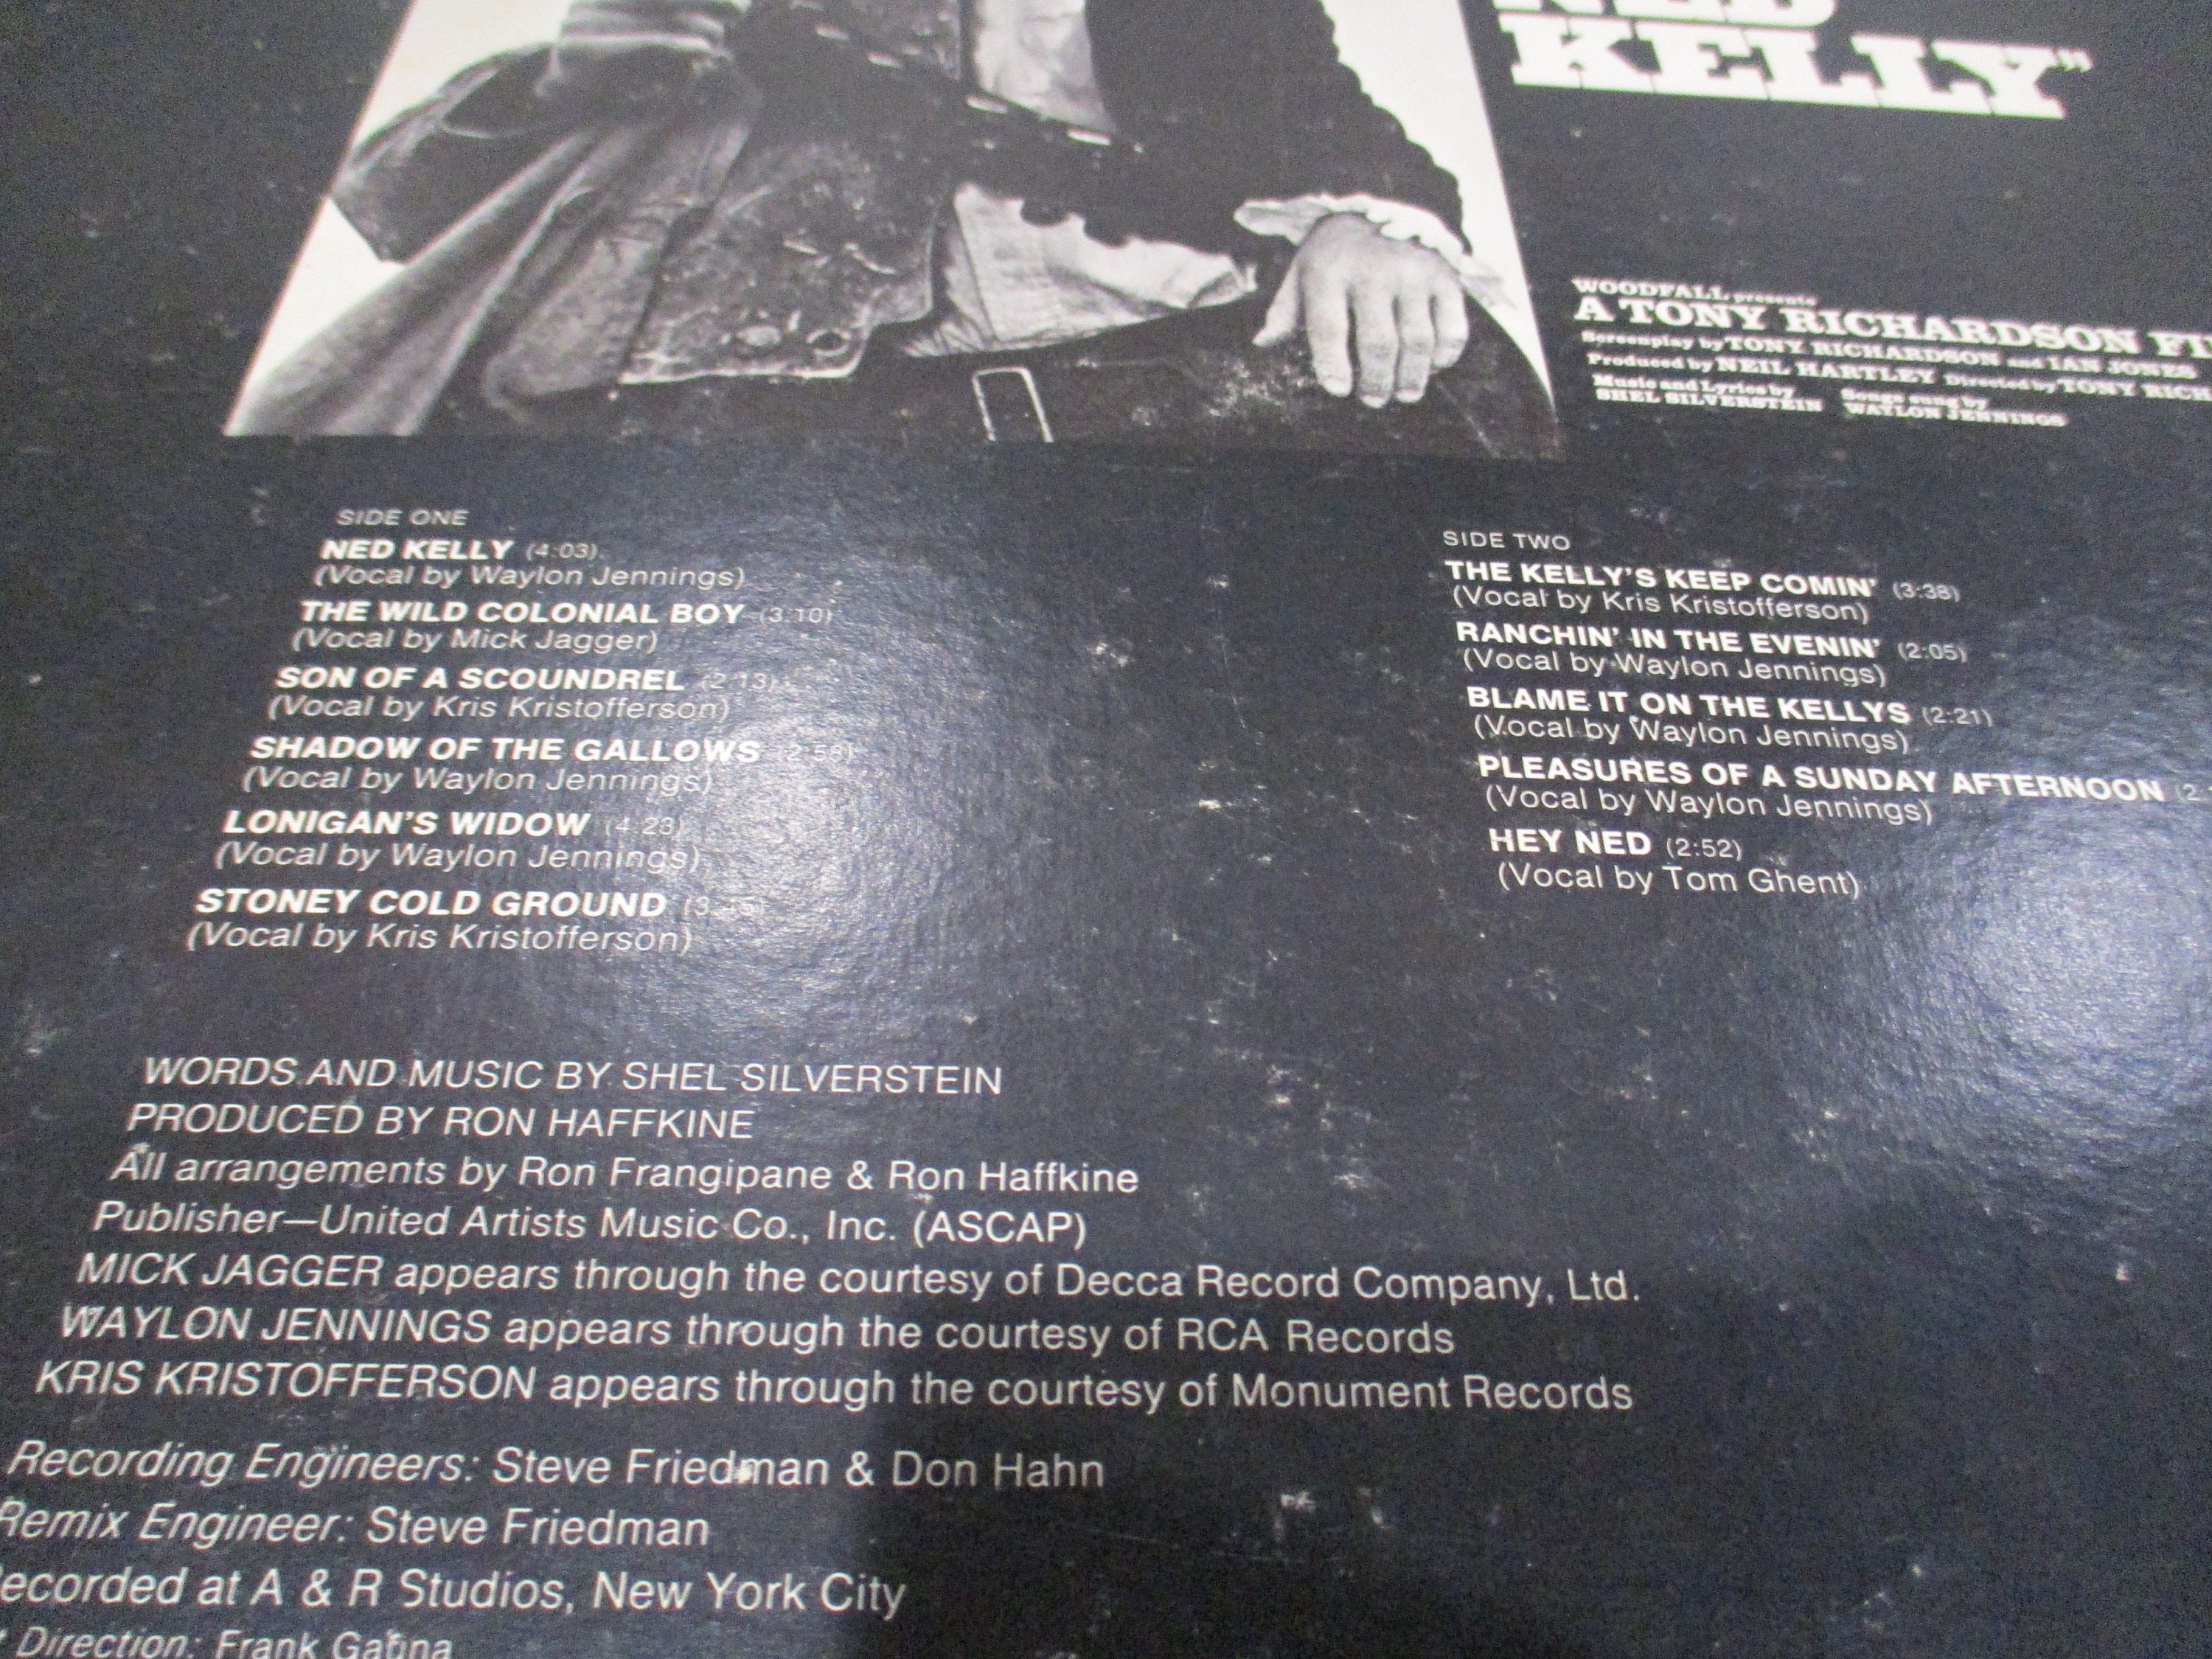 KELLY"
WOODFALL presents
A TONY RICHARDSON
Screenplay by TONY RICHARDSON and IAN JONES
Produced by NEIL HARTLEY Directed by TONY
Music and Lyrics by
SHEL SILVERSTEIN
Songs sung by
WAYLON JENNINGS
SIDE ONE
NED KELLY (4:03)
(Vocal by Waylon Jennings)
THE WILD COLONIAL BOY (3:10)
(Vocal by Mick Jagger)
SON OF A SCOUNDREL (2:13)
(Vocal by Kris Kristofferson)
SHADOW OF THE GALLOWS (2:58)
(Vocal by Waylon Jennings)
LONIGAN'S WIDOW (4:23)
(Vocal by Waylon Jennings)
STONEY COLD GROUND
(Vocal by Kris Kristofferson)
SIDE TWO
THE KELLY'S KEEP COMIN' (3:38)
(Vocal by Kris Kristofferson)
RANCHIN' IN THE EVENIN' (2:05)
(Vocal by Waylon Jennings)
BLAME IT ON THE KELLYS (2:21)
(Vocal by Waylon Jennings)
PLEASURES OF A SUNDAY AFTERNOON
(Vocal by Waylon Jennings)
HEY NED (2:52)
(Vocal by Tom Ghent)
WORDS AND MUSIC BY SHEL SILVERSTEIN
PRODUCED BY RON HAFFKINE
All arrangements by Ron Frangipane & Ron Haffkine
Publisher—United Artists Music Co., Inc. (ASCAP)
MICK JAGGER appears through the courtesy of Decca Record Company, Ltd.
WAYLON JENNINGS appears through the courtesy of RCA Records
KRIS KRISTOFFERSON appears through the courtesy of Monument Records
Recording Engineers: Steve Friedman & Don Hahn
Remix Engineer: Steve Friedman
ecorded at A & R Studios, New York City
Direction: Frank Gauna